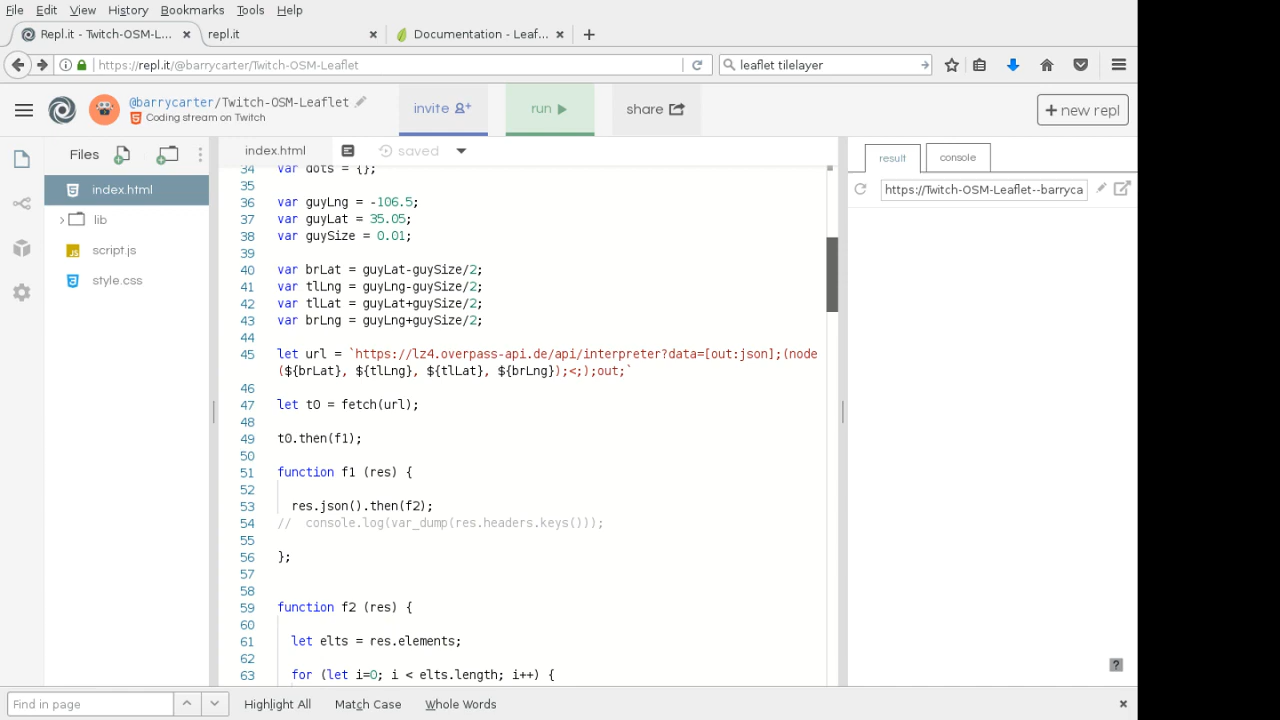 File Edit View History Bookmarks Tools Help
Repl.it - Twitch-OSM-L... × repl.it × Documentation - Leaf... × +
https://repl.it/@barrycarter/Twitch-OSM-Leaflet leaflet tilelayer
@barrycarter/Twitch-OSM-Leaflet
Coding stream on Twitch
invite run share + new repl
Files index.html saved result console
index.html
lib
script.js
style.css
https://Twitch-OSM-Leaflet--barryca
34 var dots = {};
35
36 var guyLng = -106.5;
37 var guyLat = 35.05;
38 var guySize = 0.01;
39
40 var brLat = guyLat-guySize/2;
41 var tlLng = guyLng-guySize/2;
42 var tlLat = guyLat+guySize/2;
43 var brLng = guyLng+guySize/2;
44
45 let url = `https://lz4.overpass-api.de/api/interpreter?data=[out:json];(node
(${brLat}, ${tlLng}, ${tlLat}, ${brLng});<;);out;`
46
47 let t0 = fetch(url);
48
49 t0.then(f1);
50
51 function f1 (res) {
52
53 res.json().then(f2);
54 // console.log(var_dump(res.headers.keys()));
55
56 };
57
58
59 function f2 (res) {
60
61 let elts = res.elements;
62
63 for (let i=0; i < elts.length; i++) {
?
Find in page Highlight All Match Case Whole Words ×